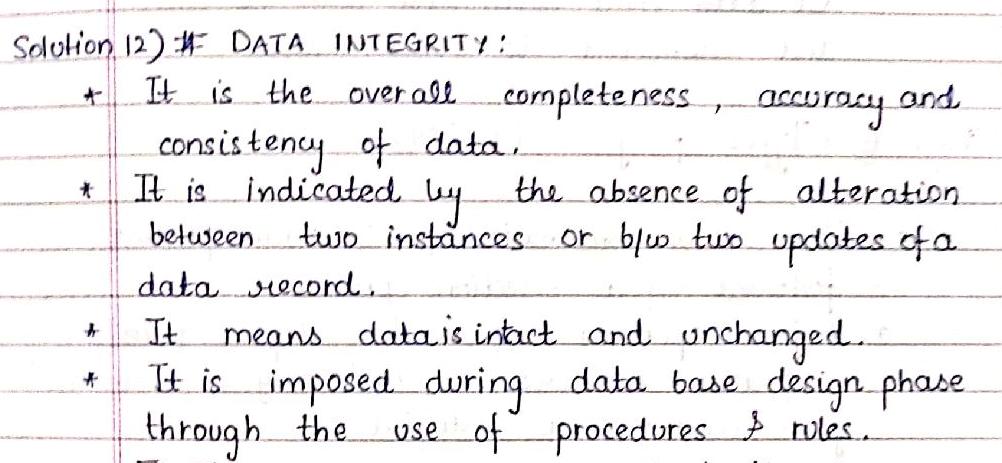 Solution 12) # DATA INTEGRITY:
* It is the overall completeness, accuracy and
consistency of data.
* It is indicated by the absence of alteration
between two instances or b/w two updates of a
data record.
* It means data is intact and unchanged.
* It is imposed during data base design phase
through the use of procedures & rules.